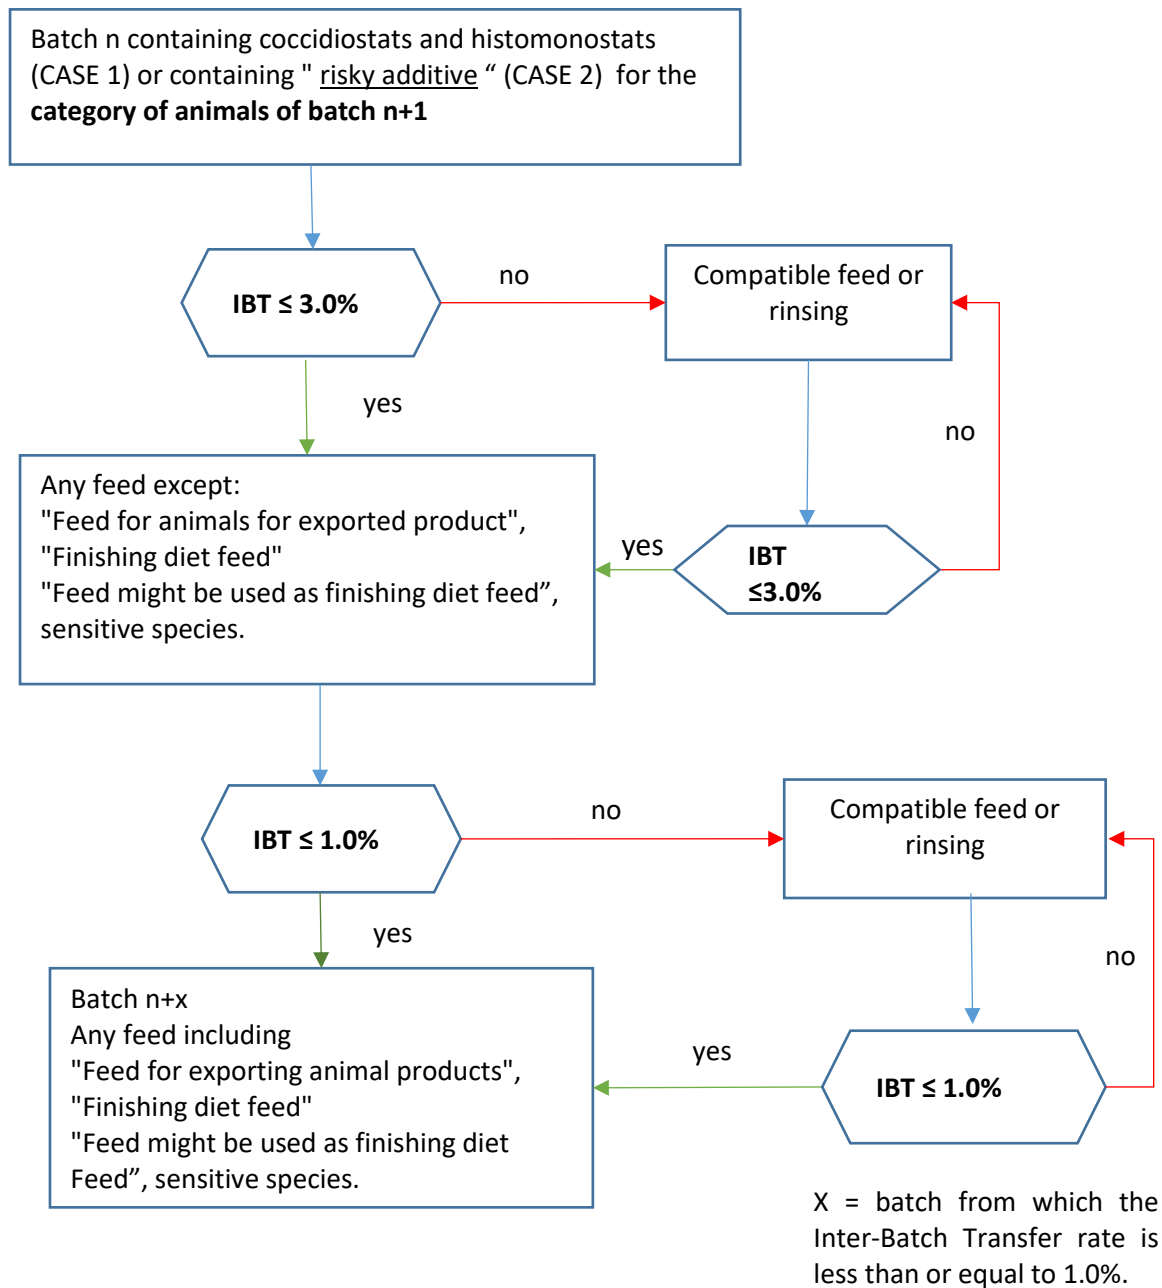 Batch n containing coccidiostats and histomonostats
(CASE 1) or containing " risky additive “ (CASE 2)  for the
category of animals of batch n+1
IBT ≤ 3.0%
no
Compatible feed or
rinsing
yes
no
Any feed except:
"Feed for animals for exported product",
"Finishing diet feed"
"Feed might be used as finishing diet feed”,
sensitive species.
yes
IBT
≤3.0%
IBT ≤ 1.0%
no
Compatible feed or
rinsing
yes
no
Batch n+x
Any feed including
"Feed for exporting animal products",
"Finishing diet feed"
"Feed might be used as finishing diet
Feed”, sensitive species.
yes
IBT ≤ 1.0%
X = batch from which the
Inter-Batch Transfer rate is
less than or equal to 1.0%.